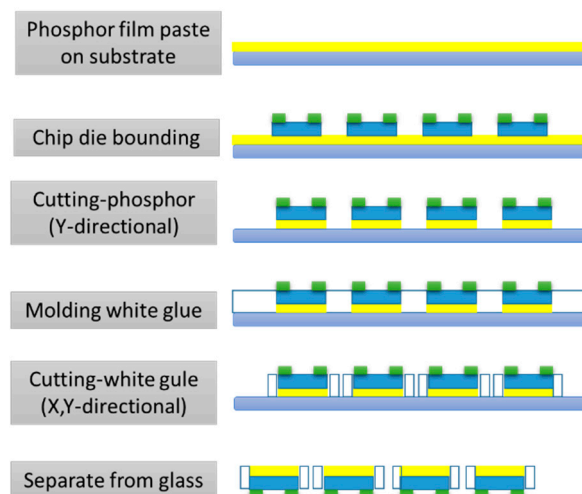 Phosphor film paste
on substrate
Chip die bounding
Cutting-phosphor
(Y-directional)
Molding white glue
Cutting-white gule
(X,Y-directional)
Separate from glass